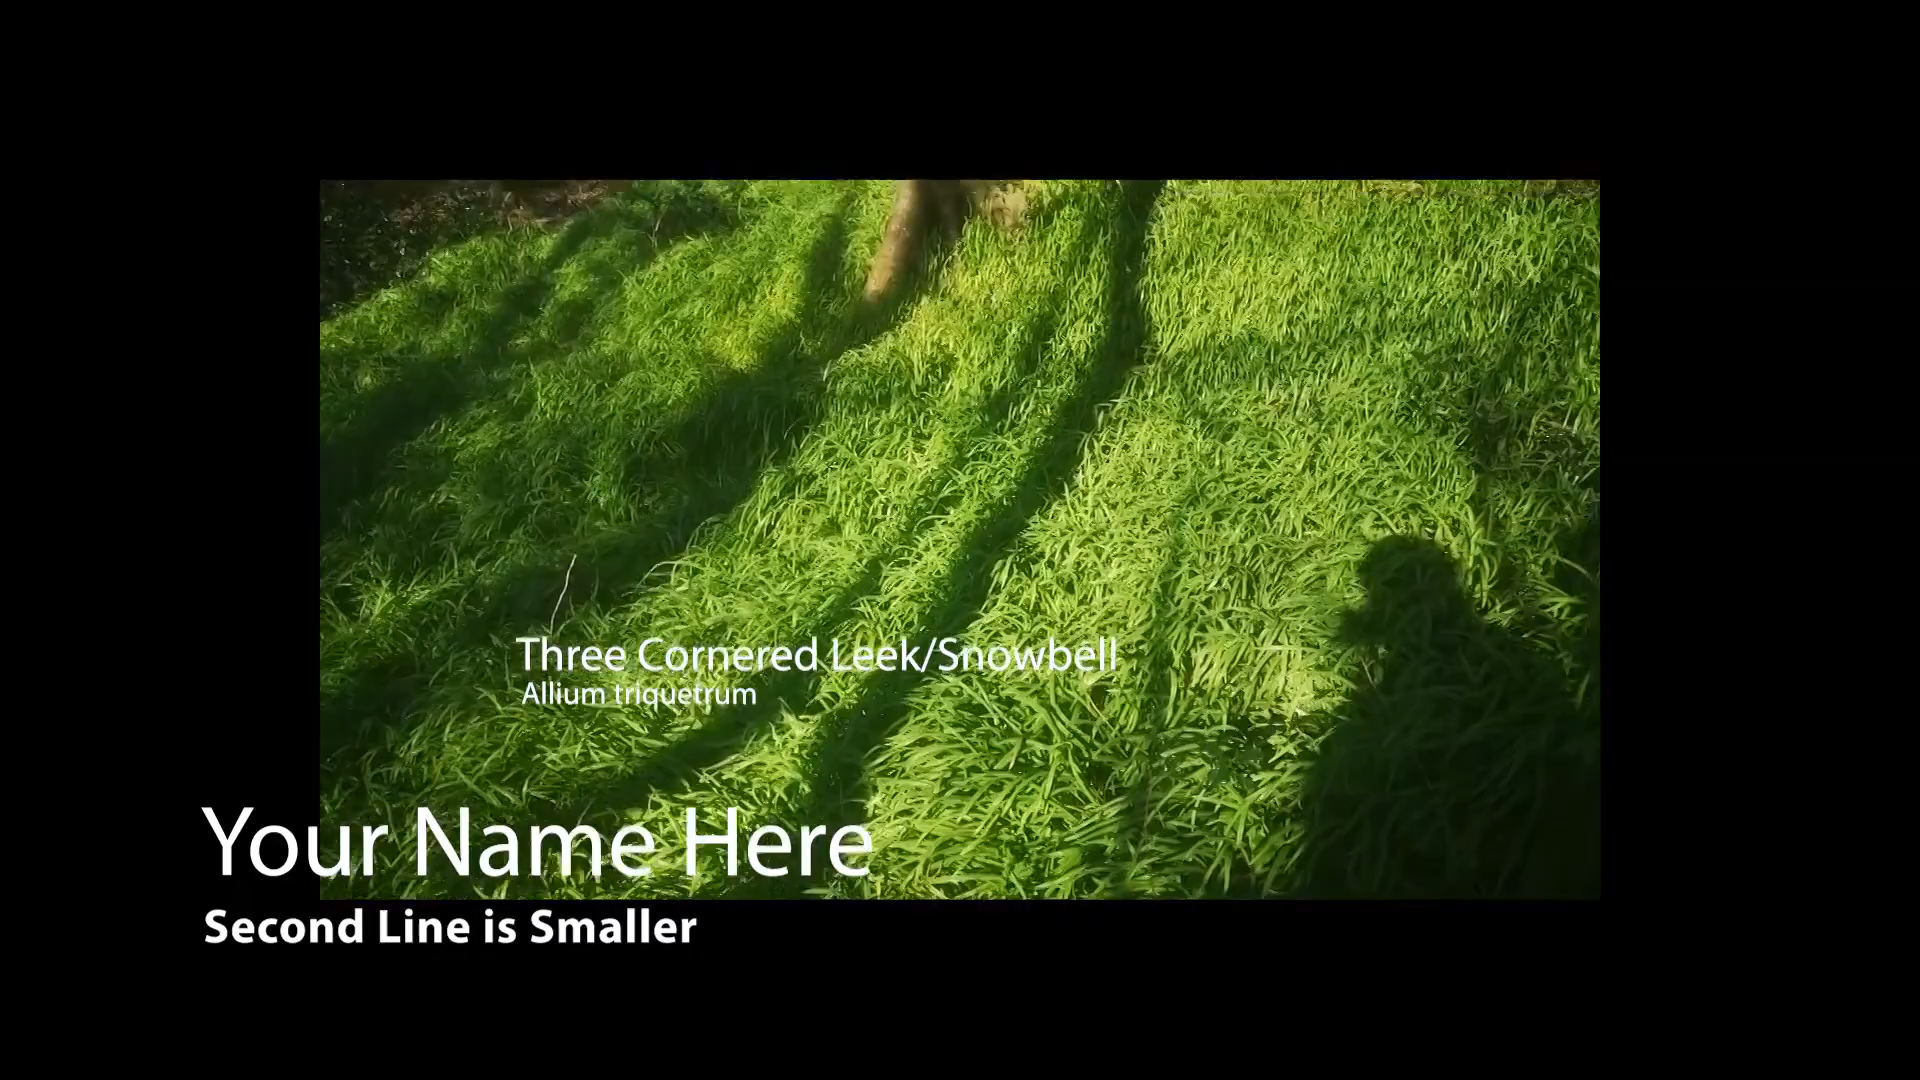 Three Cornered Leek/Snowbell
Allium triquetrum
Your Name Here
Second Line is Smaller